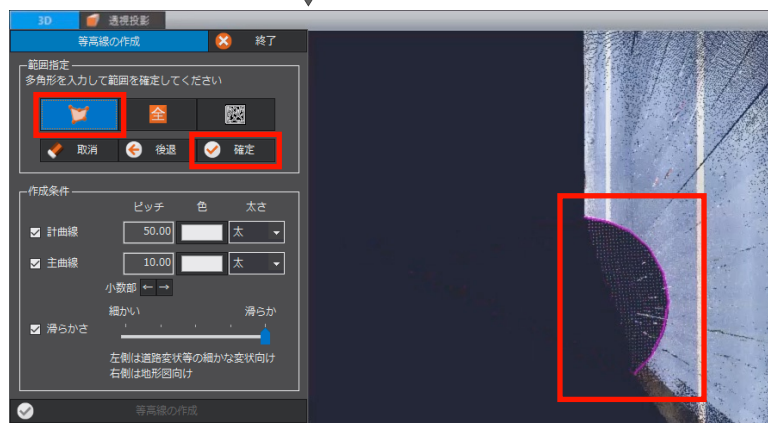 3D 透視投影
等高線の作成 終了
範囲指定
多角形を入力して範囲を確定してください
全
取消 後退 確定
作成条件
ピッチ 色 太さ
計曲線 50.00 太
主曲線 10.00 太
小数部 ← →
細かい 滑らか
滑らかさ
左側は道路変状等の細かな変状向け
右側は地形図向け
等高線の作成